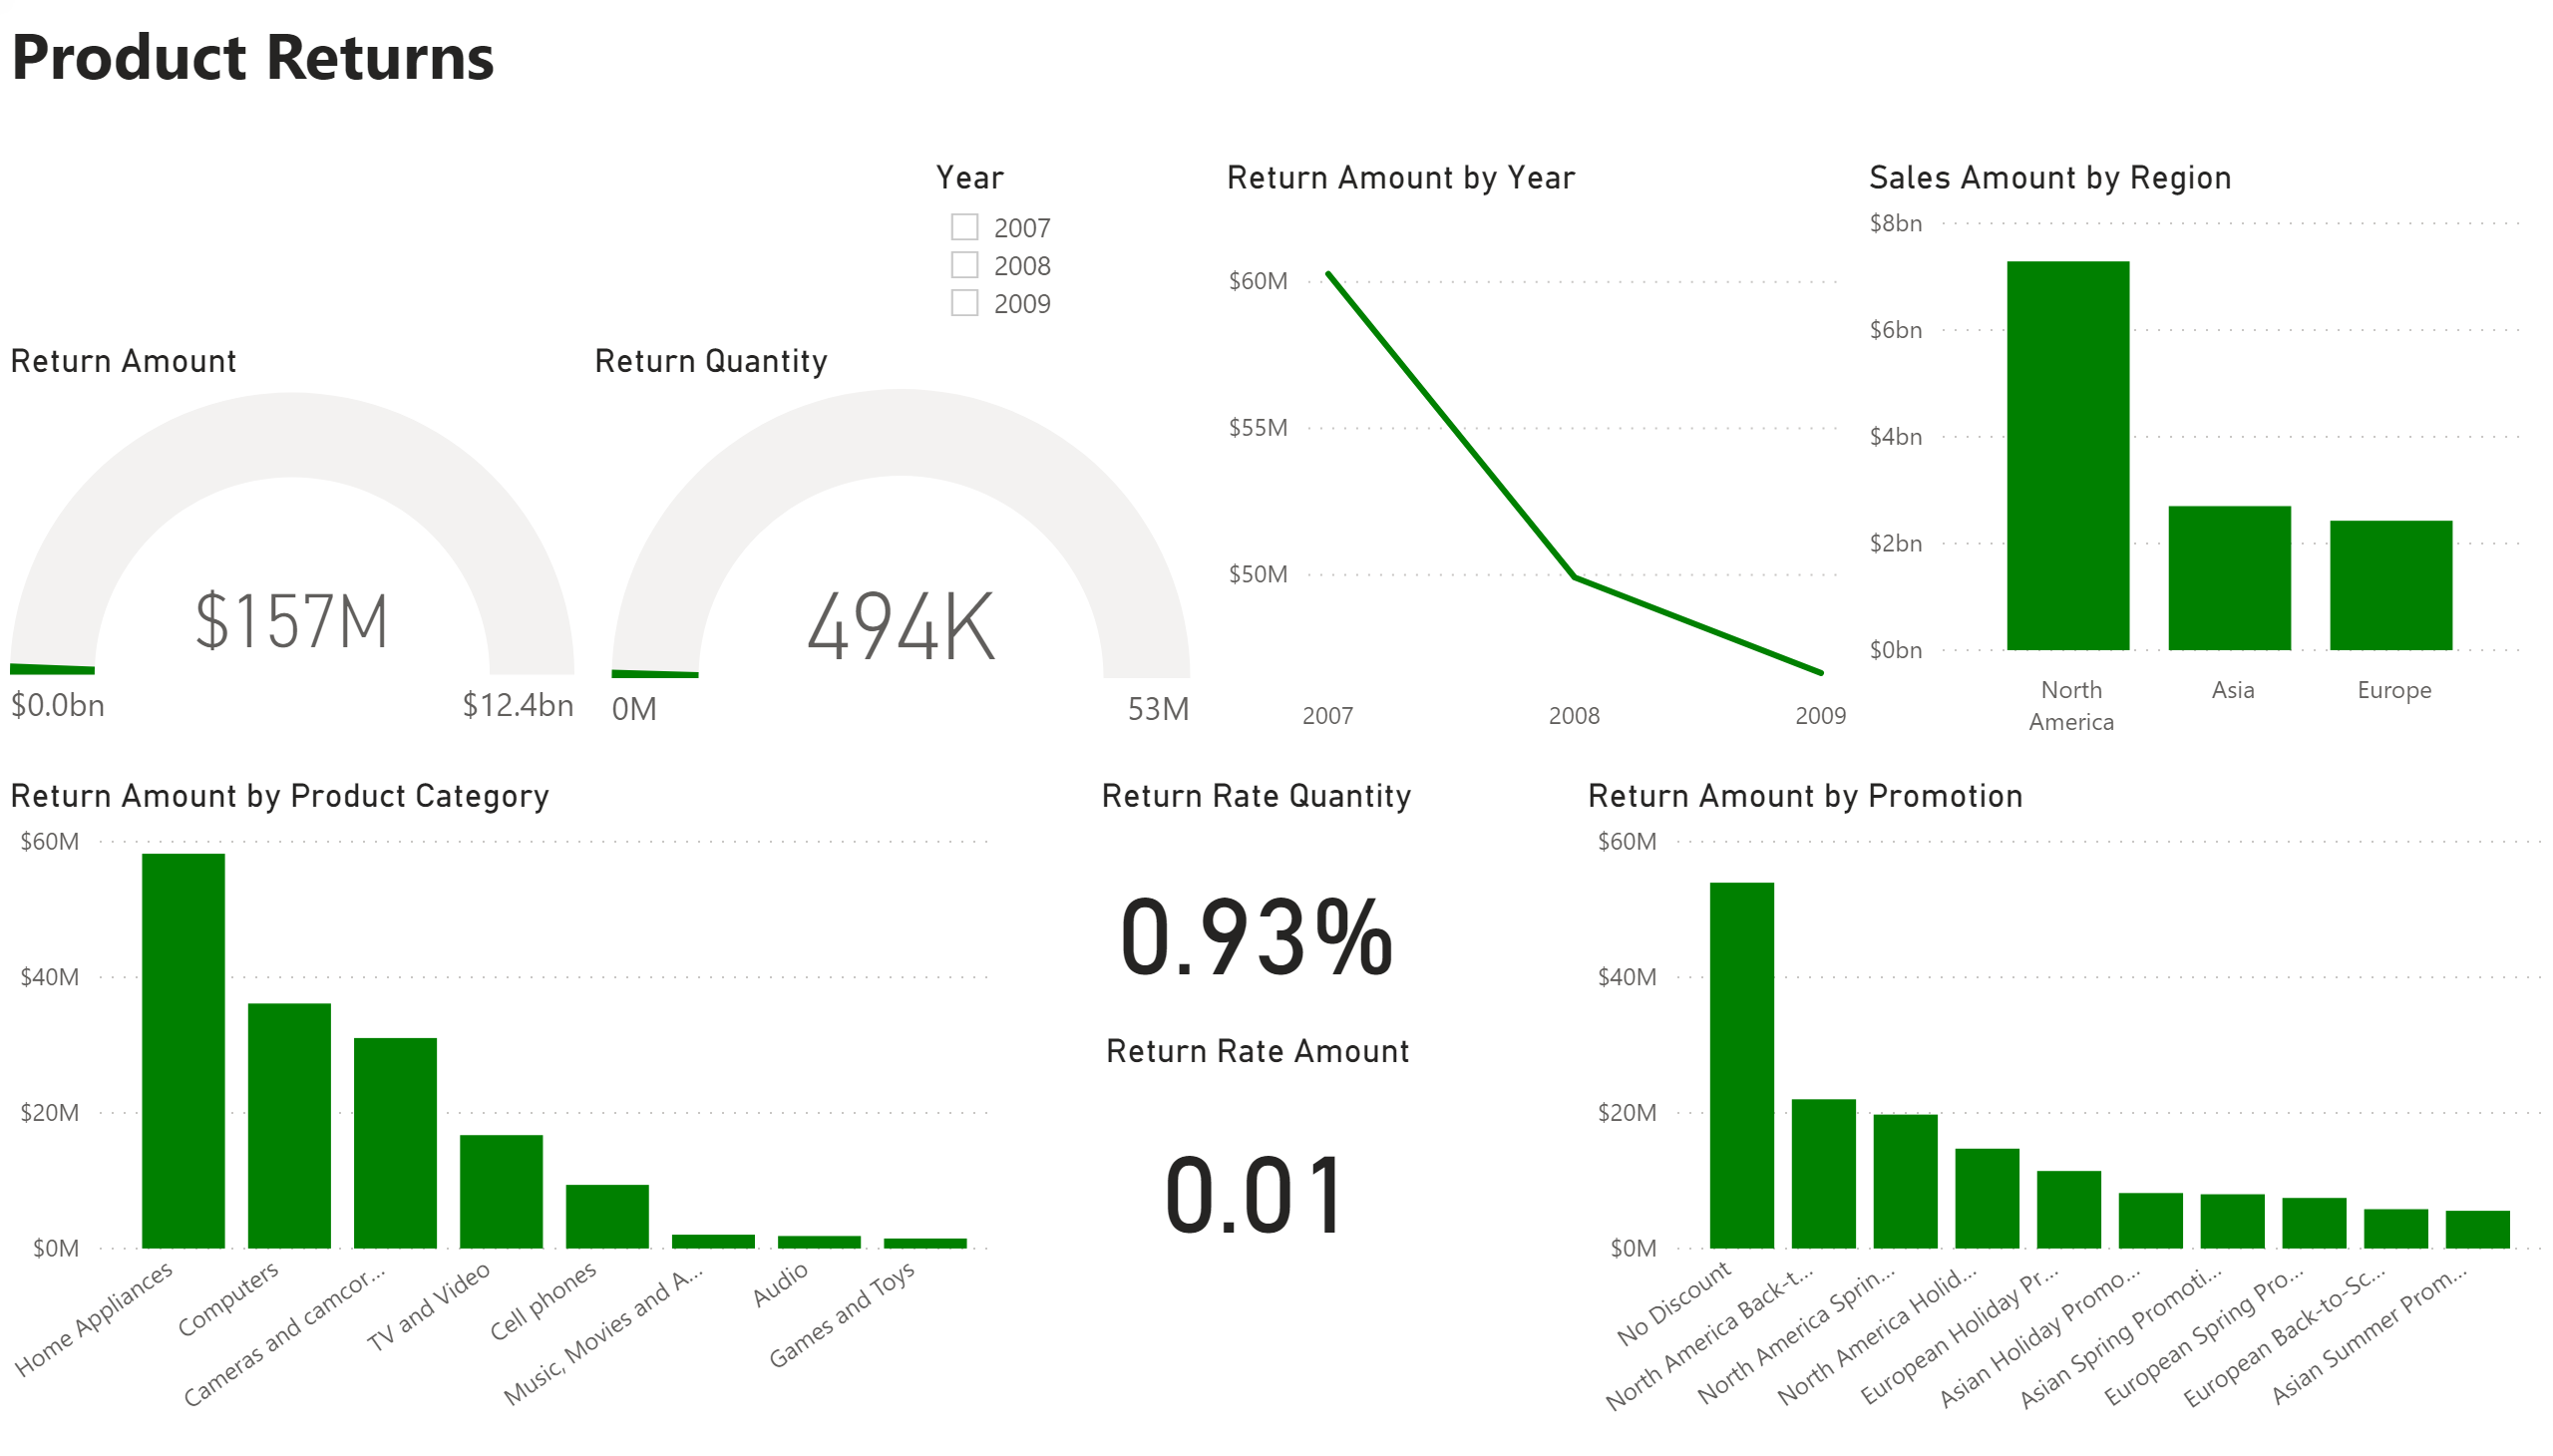 Product Returns
Year
2007
2008
2009
Return Amount
$157M
$0.0bn
$12.4bn
Return Quantity
494K
0M
53M
Return Amount by Year
$60M
$55M
$50M
2007
2008
2009
Sales Amount by Region
$8bn
$6bn
$4bn
$2bn
$0bn
North
America
Asia
Europe
Return Amount by Product Category
$60M
$40M
$20M
$0M
Home Appliances
Computers
Cameras and camcor...
TV and Video
Cell phones
Music, Movies and A...
Audio
Games and Toys
Return Rate Quantity
0.93%
Return Rate Amount
0.01
Return Amount by Promotion
$60M
$40M
$20M
$0M
No Discount
North America Back-t...
North America Sprin...
North America Holid...
European Holiday Pr...
Asian Holiday Promo...
Asian Spring Promoti...
European Spring Pro...
European Back-to-Sc...
Asian Summer Prom...